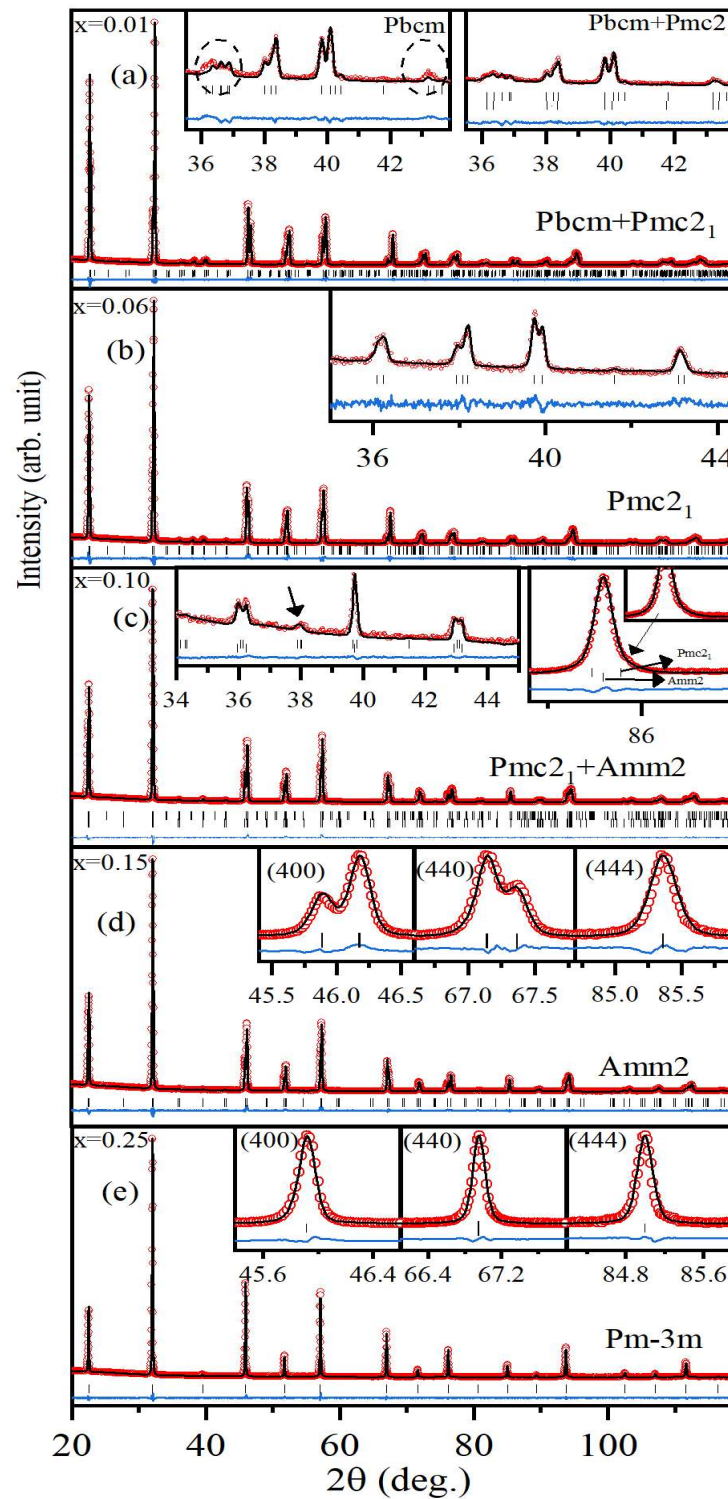 Intensity (arb. unit)
x=0.01
(a)
Pbcm
36 38 40 42
Pbcm+Pmc2
36 38 40 42
Pbcm+Pmc2₁
x=0.06
(b)
36 40 44
Pmc2₁
x=0.10
(c)
34 36 38 40 42 44
Pmc2₁
Amm2
86
Pmc2₁+Amm2
x=0.15
(d)
(400) (440) (444)
45.5 46.0 46.5 67.0 67.5 85.0 85.5
Amm2
x=0.25
(e)
(400) (440) (444)
45.6 46.4 66.4 67.2 84.8 85.6
Pm-3m
20 40 60 80 100
2θ (deg.)